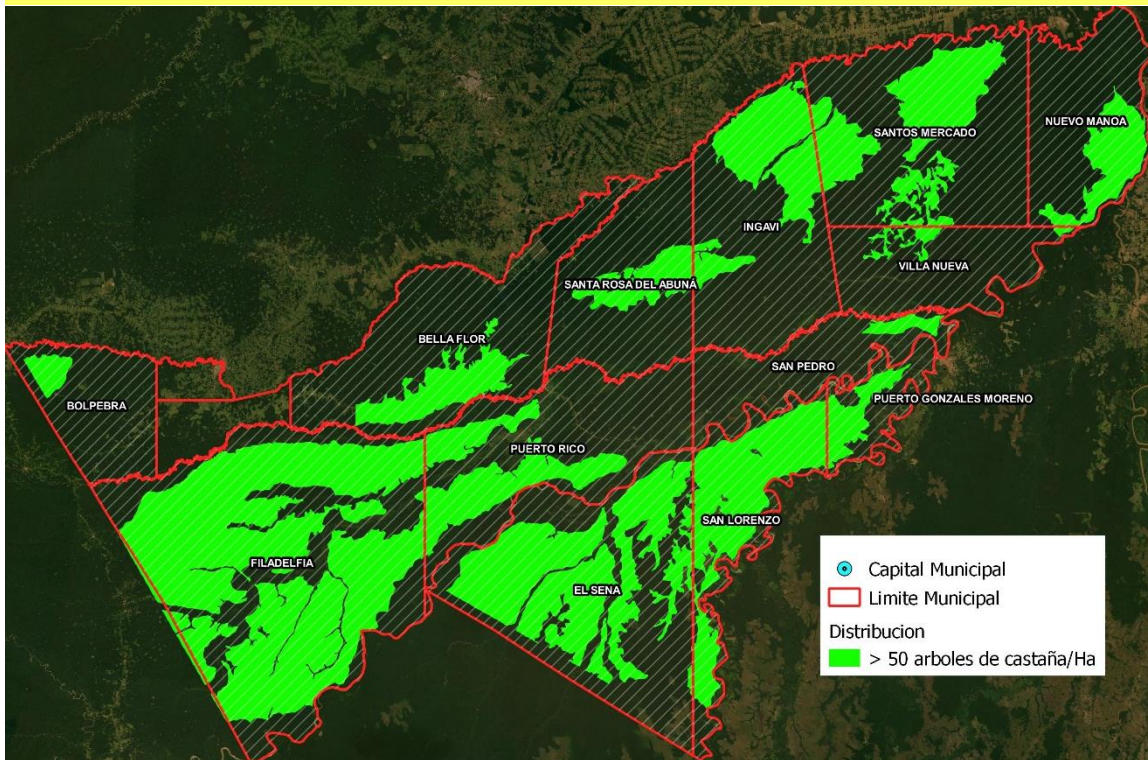 SANTOS MERCADO
NUEVO MANOA
INGAVI
VILLA NUEVA
SANTA ROSA DEL ABUNÁ
BELLA FLOR
SAN PEDRO
BOLPEBRA
PUERTO GONZALES MORENO
PUERTO RICO
SAN LORENZO
FILADELFIA
EL SENA
Capital Municipal
Limite Municipal
Distribucion
> 50 arboles de castaña/Ha